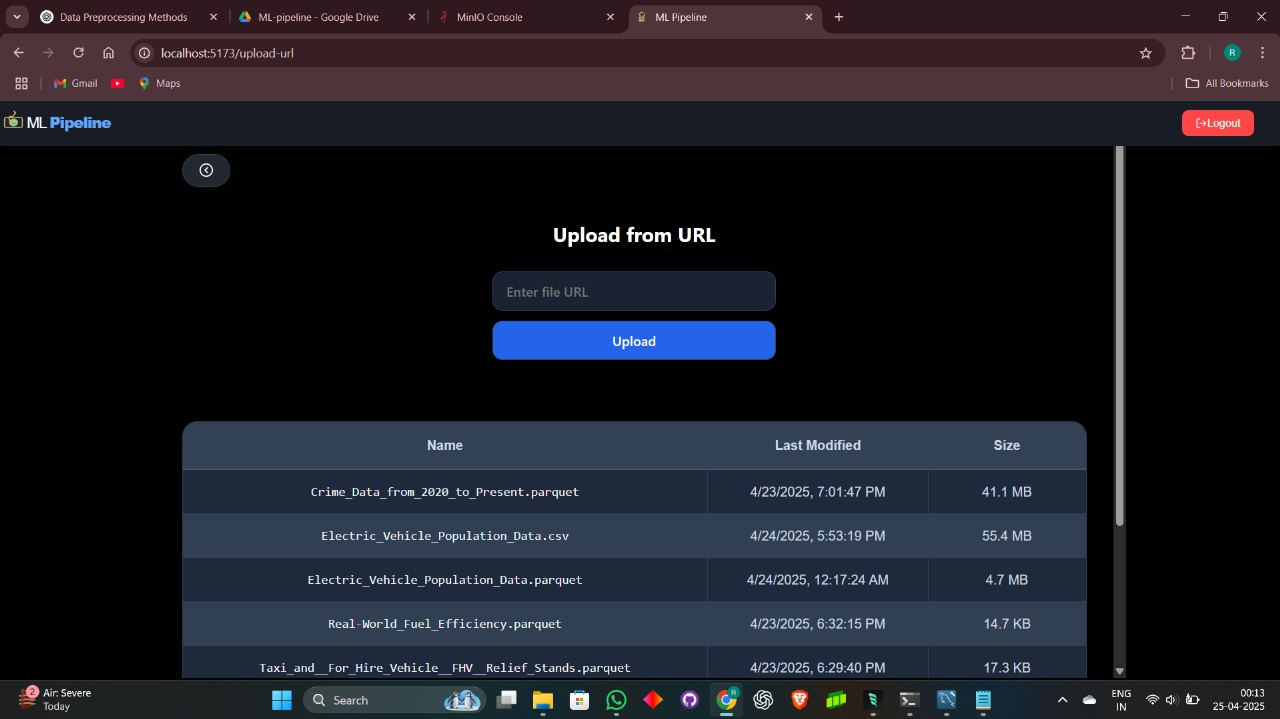 Data Preprocessing Methods
ML-pipeline - Google Drive
MinIO Console
ML Pipeline
localhost:5173/upload-url
R
Gmail
Maps
All Bookmarks
ML Pipeline
Logout
Upload from URL
Enter file URL
Upload
Name Last Modified Size
Crime_Data_from_2020_to_Present.parquet 4/23/2025, 7:01:47 PM 41.1 MB
Electric_Vehicle_Population_Data.csv 4/24/2025, 5:53:19 PM 55.4 MB
Electric_Vehicle_Population_Data.parquet 4/24/2025, 12:17:24 AM 4.7 MB
Real-World_Fuel_Efficiency.parquet 4/23/2025, 6:32:15 PM 14.7 KB
Taxi_and__For_Hire_Vehicle__FHV__Relief_Stands.parquet 4/23/2025, 6:29:40 PM 17.3 KB
2
Air: Severe
Today
Search
R
ENG
IN
00:13
25-04-2025